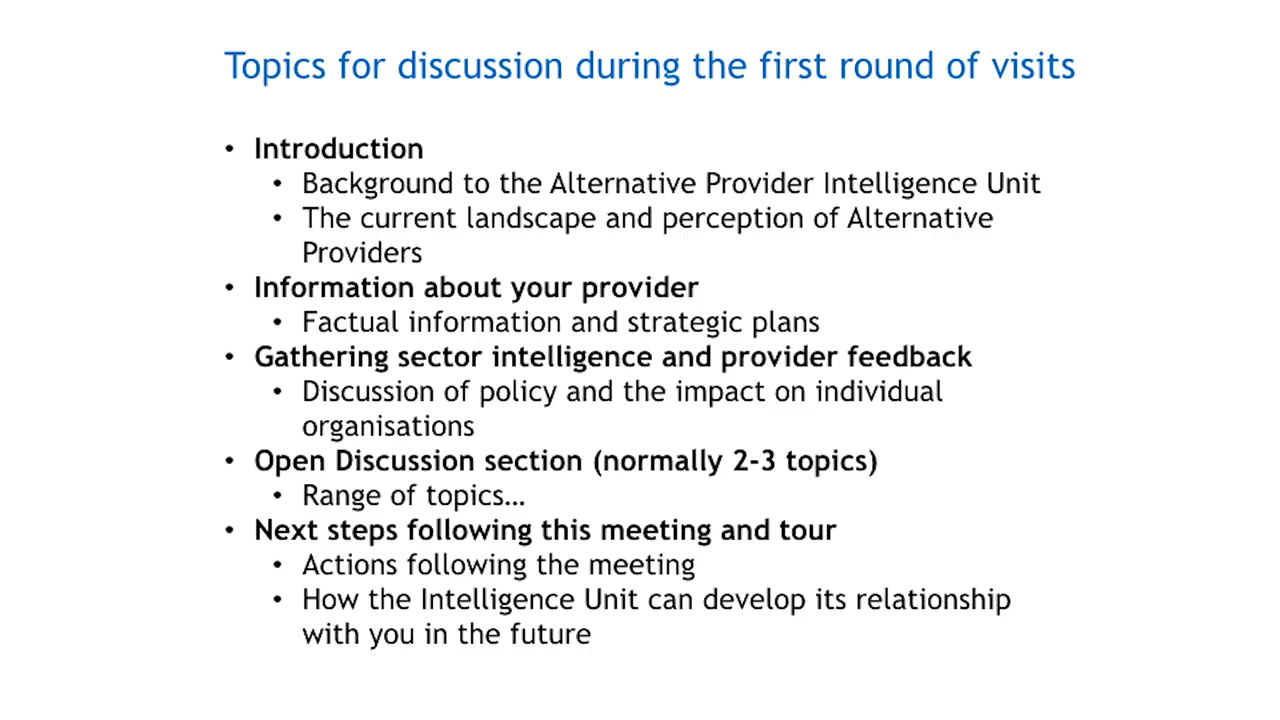 Topics for discussion during the first round of visits
• Introduction
• Background to the Alternative Provider Intelligence Unit
• The current landscape and perception of Alternative
Providers
• Information about your provider
• Factual information and strategic plans
• Gathering sector intelligence and provider feedback
• Discussion of policy and the impact on individual
organisations
• Open Discussion section (normally 2-3 topics)
• Range of topics…
• Next steps following this meeting and tour
• Actions following the meeting
• How the Intelligence Unit can develop its relationship
with you in the future